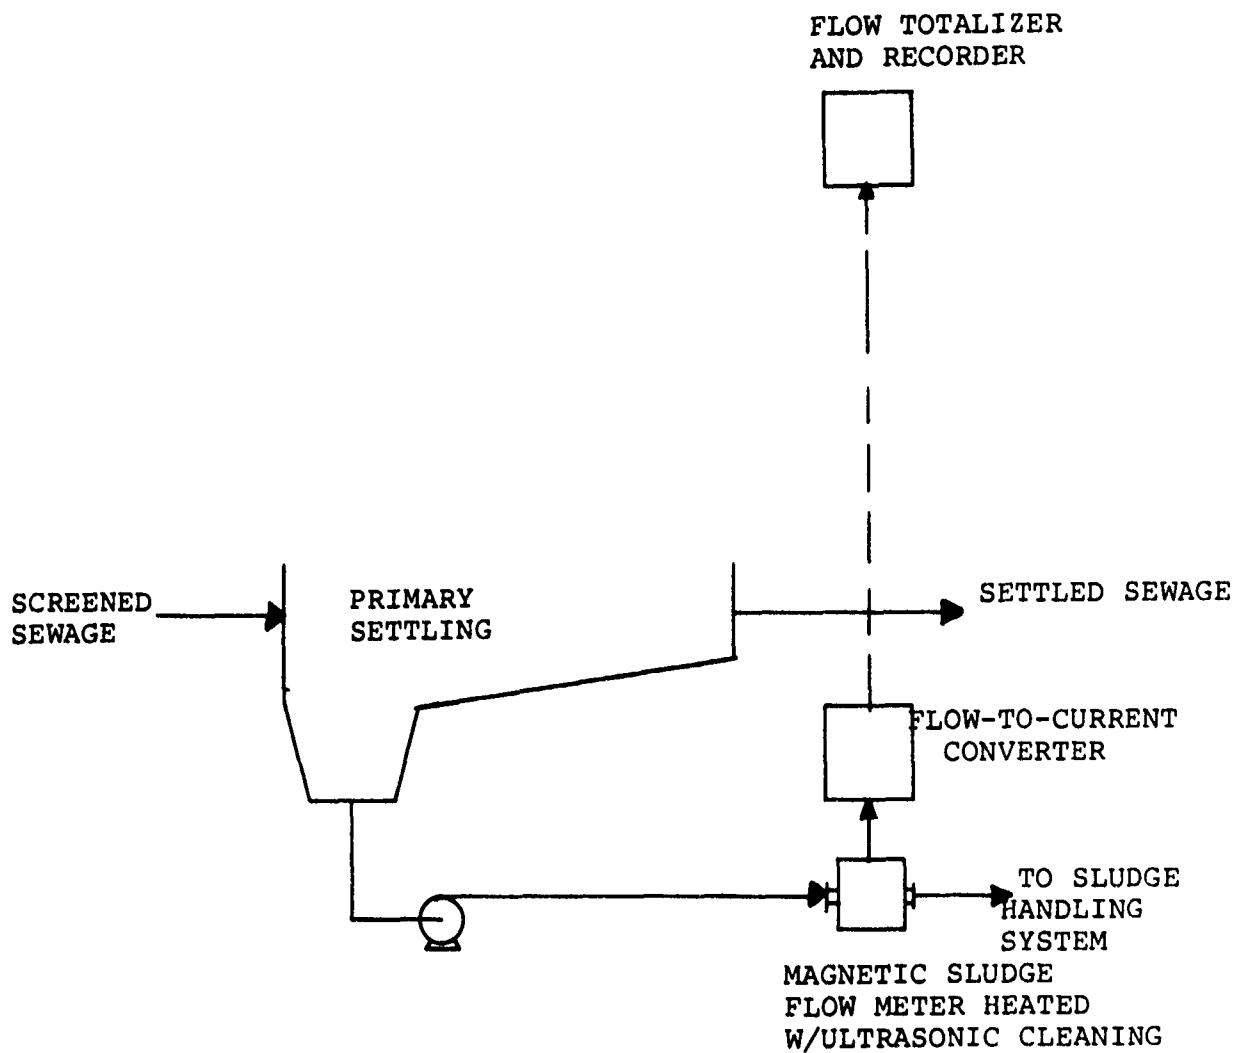 FLOW TOTALIZER
AND RECORDER
SCREENED
SEWAGE
PRIMARY
SETTLING
SETTLED SEWAGE
FLOW-TO-CURRENT
CONVERTER
TO SLUDGE
HANDLING
SYSTEM
MAGNETIC SLUDGE
FLOW METER HEATED
W/ULTRASONIC CLEANING